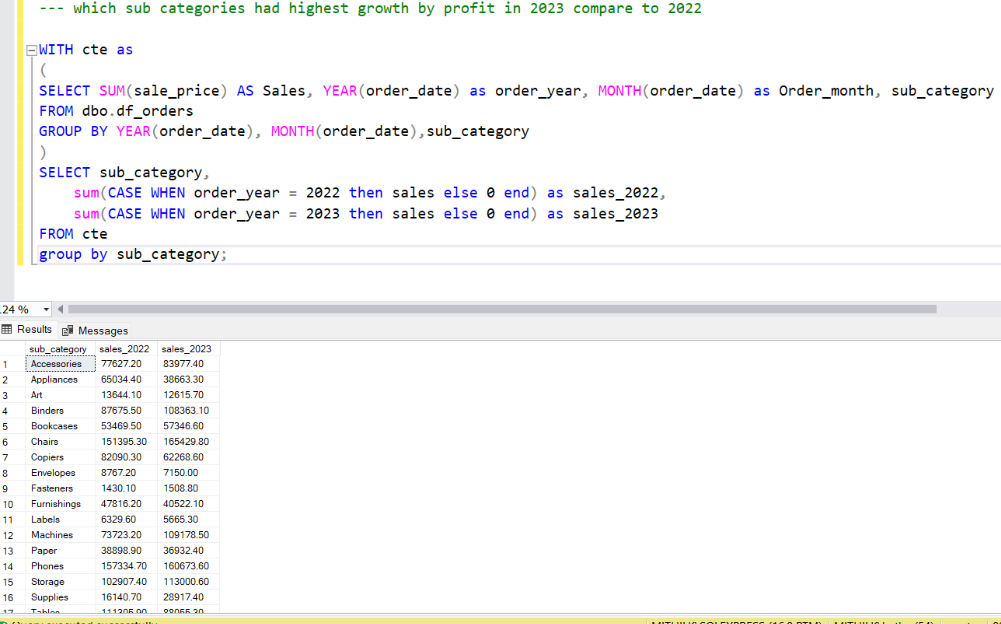 --- which sub categories had highest growth by profit in 2023 compare to 2022
WITH cte as
(
SELECT SUM(sale_price) AS Sales, YEAR(order_date) as order_year, MONTH(order_date) as Order_month, sub_category
FROM dbo.df_orders
GROUP BY YEAR(order_date), MONTH(order_date),sub_category
)
SELECT sub_category,
sum(CASE WHEN order_year = 2022 then sales else 0 end) as sales_2022,
sum(CASE WHEN order_year = 2023 then sales else 0 end) as sales_2023
FROM cte
group by sub_category;
24 %
Results Messages
sub_category sales_2022 sales_2023
1 Accessories 77627.20 83977.40
2 Appliances 65034.40 38663.30
3 Art 13644.10 12615.70
4 Binders 87675.50 108363.10
5 Bookcases 53469.50 57346.60
6 Chairs 151395.30 165429.80
7 Copiers 82090.30 62268.60
8 Envelopes 8767.20 7150.00
9 Fasteners 1430.10 1508.80
10 Furnishings 47816.20 40522.10
11 Labels 6329.60 5665.30
12 Machines 73723.20 109178.50
13 Paper 38898.90 36932.40
14 Phones 157334.70 160673.60
15 Storage 102907.40 113000.60
16 Supplies 16140.70 28917.40
17 Tables 111305.90 88055.30